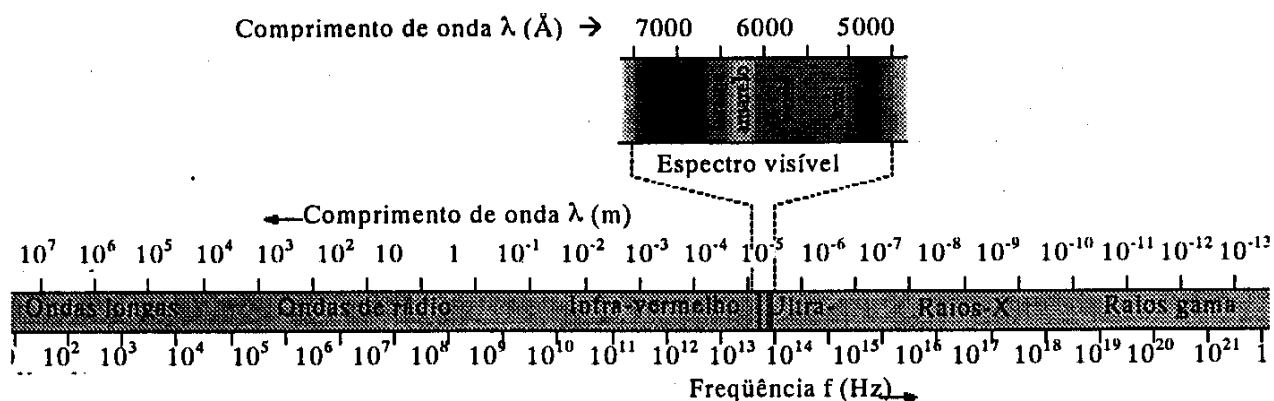 Comprimento de onda λ (Å) → 7000 6000 5000
amarelo
Espectro visível
←Comprimento de onda λ (m)
10⁷ 10⁶ 10⁵ 10⁴ 10³ 10² 10 1 10⁻¹ 10⁻² 10⁻³ 10⁻⁴ 10⁻⁵ 10⁻⁶ 10⁻⁷ 10⁻⁸ 10⁻⁹ 10⁻¹⁰ 10⁻¹¹ 10⁻¹² 10⁻¹³
Ondas longas Ondas de rádio Infra-vermelho Ultra- Raios-X Raios gama
10² 10³ 10⁴ 10⁵ 10⁶ 10⁷ 10⁸ 10⁹ 10¹⁰ 10¹¹ 10¹² 10¹³ 10¹⁴ 10¹⁵ 10¹⁶ 10¹⁷ 10¹⁸ 10¹⁹ 10²⁰ 10²¹ 1
Freqüência f (Hz)→